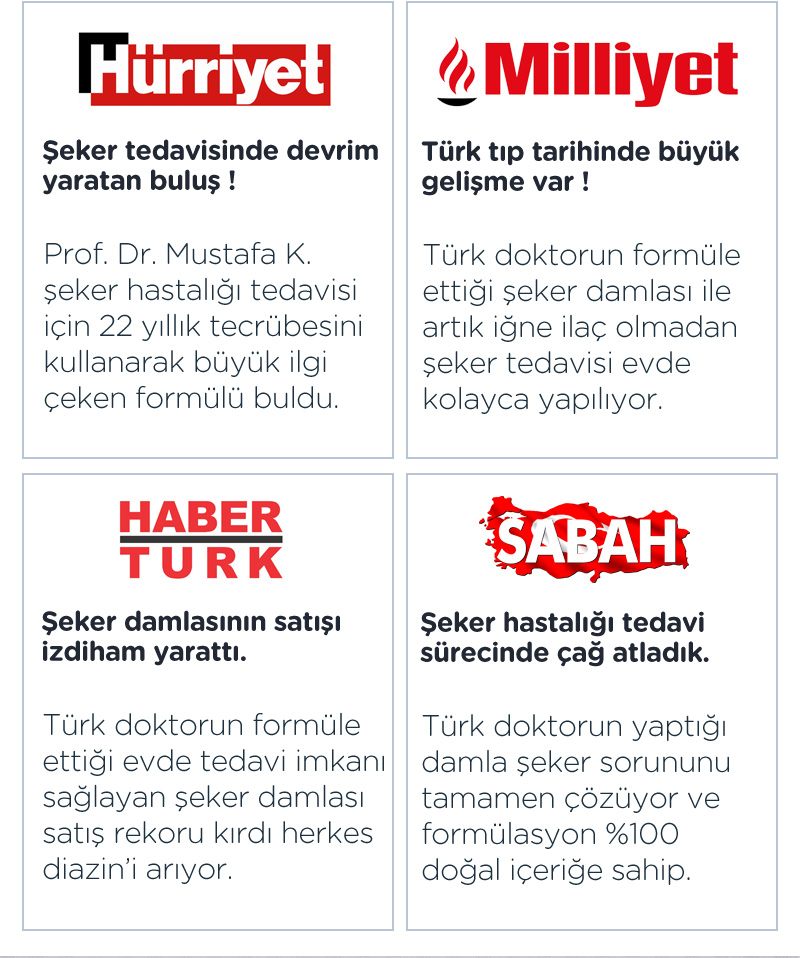 Hürriyet
Şeker tedavisinde devrim
yaratan buluş !
Prof. Dr. Mustafa K.
şeker hastalığı tedavisi
için 22 yıllık tecrübesini
kullanarak büyük ilgi
çeken formülü buldu.
Milliyet
Türk tıp tarihinde büyük
gelişme var !
Türk doktorun formüle
ettiği şeker damlası ile
artık iğne ilaç olmadan
şeker tedavisi evde
kolayca yapılıyor.
HABER
TURK
Şeker damlasının satışı
izdiham yarattı.
Türk doktorun formüle
ettiği evde tedavi imkanı
sağlayan şeker damlası
satış rekoru kırdı herkes
diazin’i arıyor.
SABAH
Şeker hastalığı tedavi
sürecinde çağ atladık.
Türk doktorun yaptığı
damla şeker sorununu
tamamen çözüyor ve
formülasyon %100
doğal içeriğe sahip.